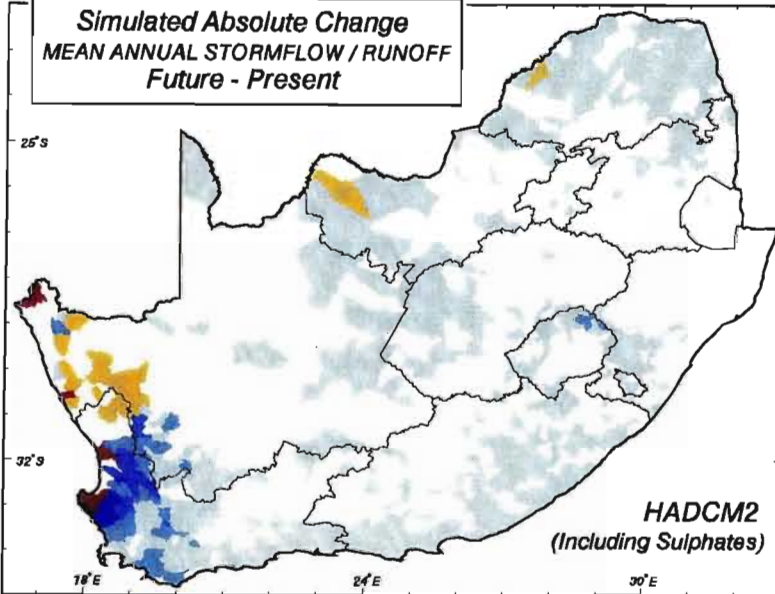 Simulated Absolute Change
MEAN ANNUAL STORMFLOW / RUNOFF
Future - Present
25°S
32°S
HADCM2
(Including Sulphates)
18°E
24°E
30°E